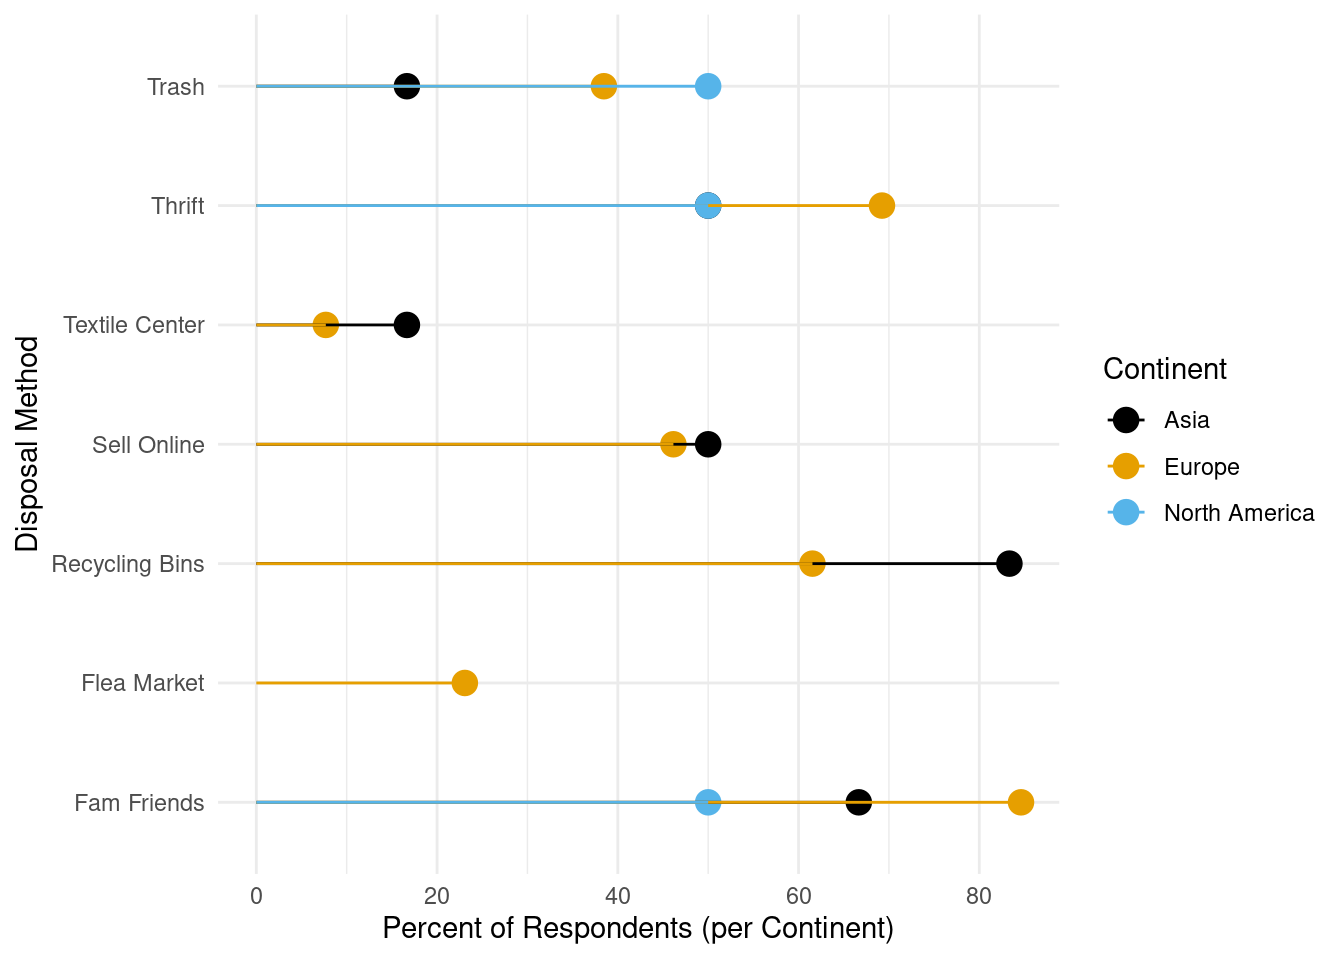 Trash
Thrift
Textile Center
Sell Online
Recycling Bins
Flea Market
Fam Friends
Disposal Method
0 20 40 60 80
Percent of Respondents (per Continent)
Continent
Asia
Europe
North America